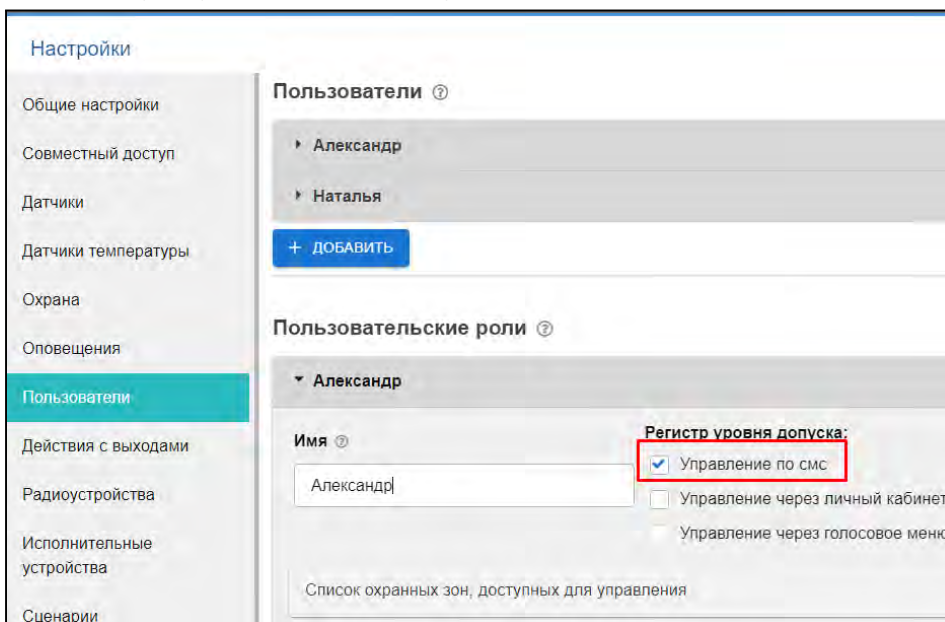 Настройки
Общие настройки
Совместный доступ
Датчики
Датчики температуры
Охрана
Оповещения
Пользователи
Действия с выходами
Радиоустройства
Исполнительные
устройства
Сценарии
Пользователи
Александр
Наталья
+ ДОБАВИТЬ
Пользовательские роли
Александр
Имя
Александр
Регистр уровня допуска:
Управление по смс
Управление через личный кабинет
Управление через голосовое меню
Список охранных зон, доступных для управления